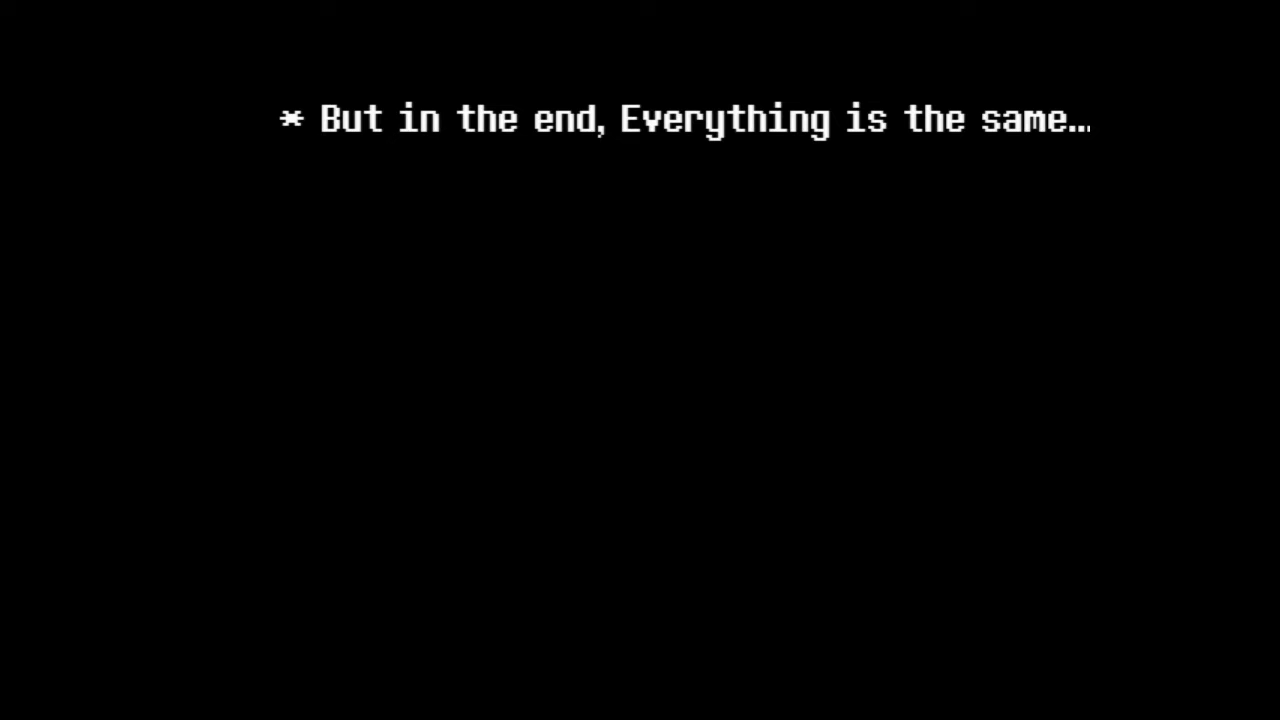 * But in the end, Everything is the same...